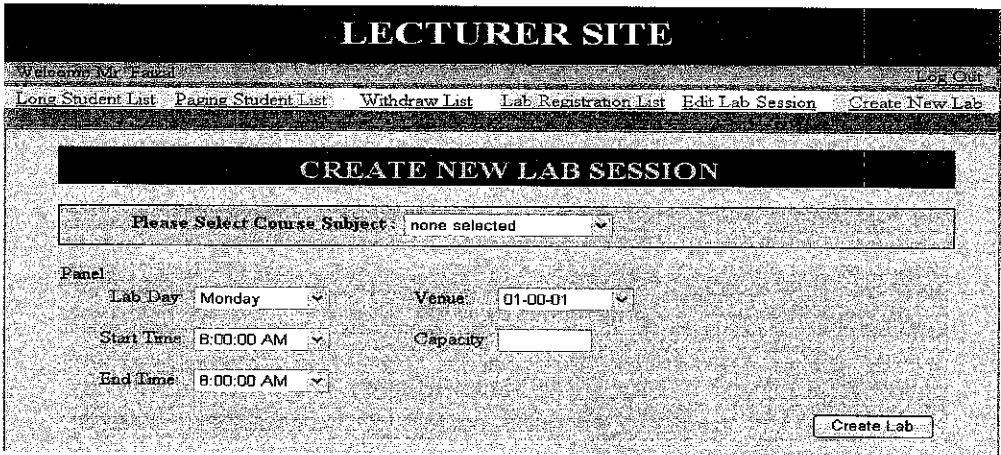 LECTURER SITE
Welcome Mr. Faizal Log Out
Long Student List Paging Student List Withdraw List Lab Registration List Edit Lab Session Create New Lab
CREATE NEW LAB SESSION
Please Select Course Subject : none selected
Panel
Lab Day: Monday Venue: 01-00-01
Start Time: 8:00:00 AM Capacity:
End Time: 8:00:00 AM
Create Lab